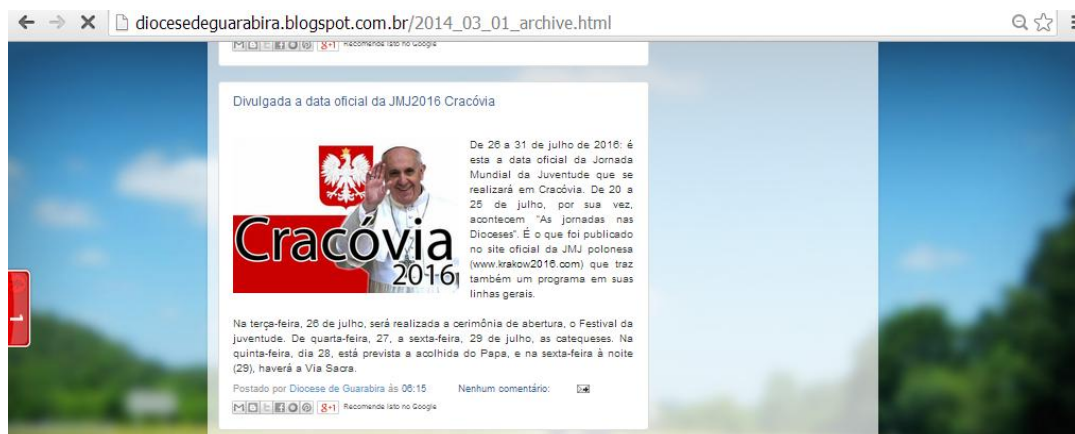 diocesedeguarabira.blogspot.com.br/2014_03_01_archive.html
g+1 Recomende isto no Google
Divulgada a data oficial da JMJ2016 Cracóvia
Cracóvia
2016
De 26 a 31 de julho de 2016: é
esta a data oficial da Jornada
Mundial da Juventude que se
realizará em Cracóvia. De 20 a
25 de julho, por sua vez,
acontecem "As jornadas nas
Dioceses". É o que foi publicado
no site oficial da JMJ polonesa
(www.krakow2016.com) que traz
também um programa em suas
linhas gerais.
Na terça-feira, 26 de julho, será realizada a cerimônia de abertura, o Festival da
juventude. De quarta-feira, 27, a sexta-feira, 29 de julho, as catequeses. Na
quinta-feira, dia 28, está prevista a acolhida do Papa, e na sexta-feira à noite
(29), haverá a Via Sacra.
Postado por Diocese de Guarabira às 06:15 Nenhum comentário:
g+1 Recomende isto no Google
1